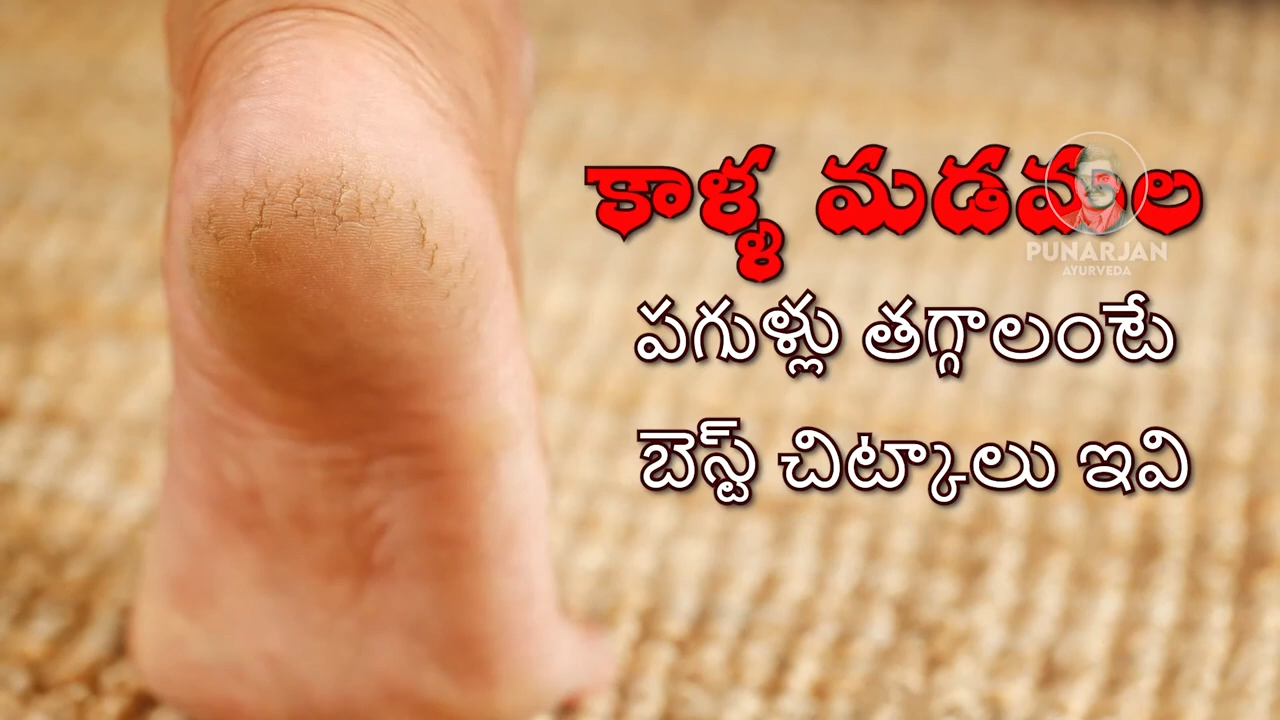 కాళ్ళ మడమల
PUNARJAN
AYURVEDA
పగుళ్లు తగ్గాలంటే
బెస్ట్ చిట్కాలు ఇవి